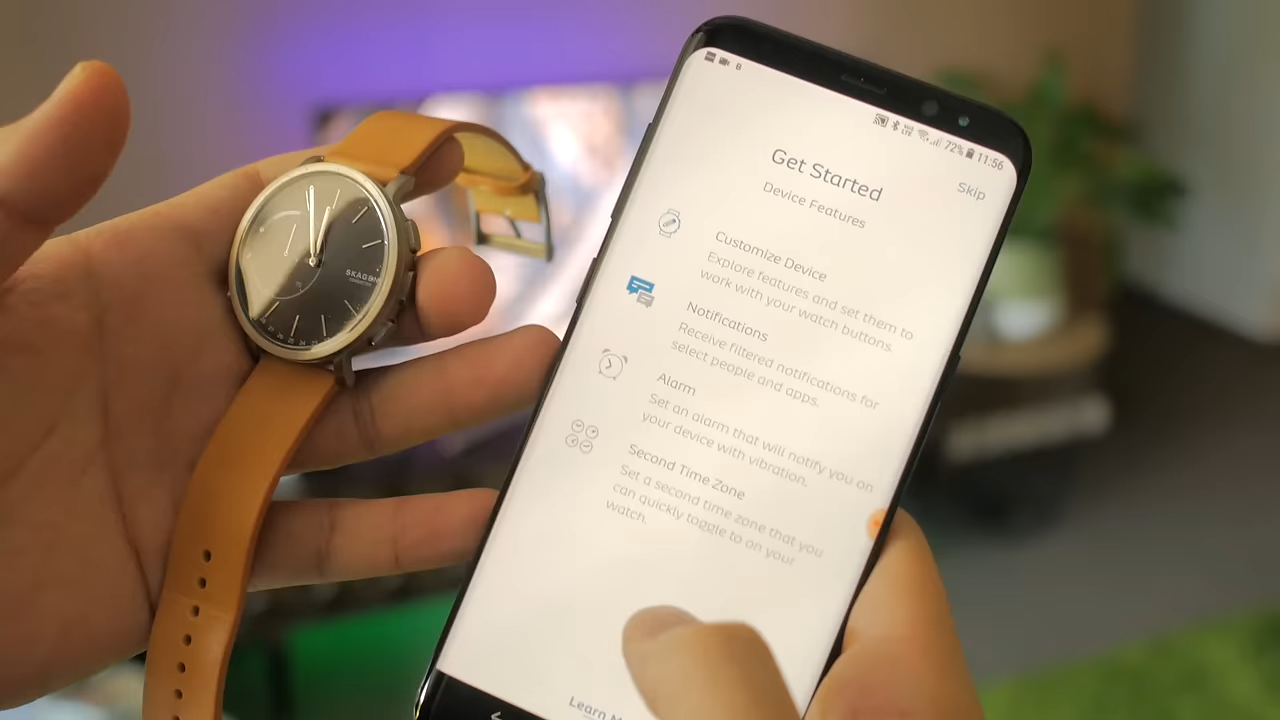 72% 11:56
Skip
Get Started
Device Features
Customize Device
Explore features and set them to
work with your watch buttons.
Notifications
Receive filtered notifications for
select people and apps.
Alarm
Set an alarm that will notify you on
your device with vibration.
Second Time Zone
Set a second time zone that you
can quickly toggle to on your
watch.
Learn
SKAGEN